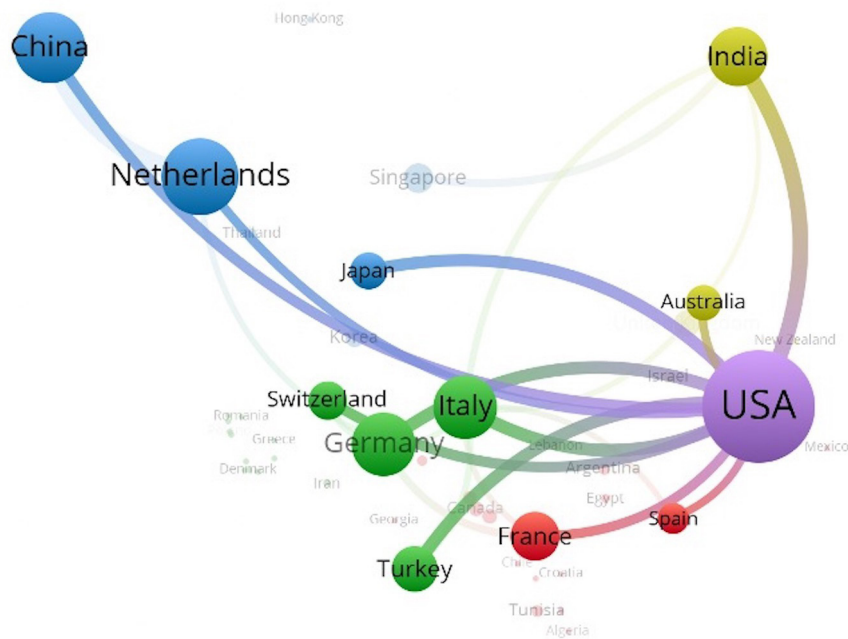 Hong Kong
China
India
Netherlands
Singapore
Thailand
Japan
Australia
Korea
New Zealand
Israel
Switzerland
Italy
USA
Romania
Greece
Germany
Lebanon
Mexico
Denmark
Argentina
Iran
Egypt
Canada
Georgia
Spain
France
Chile
Turkey
Croatia
Tunisia
Algeria